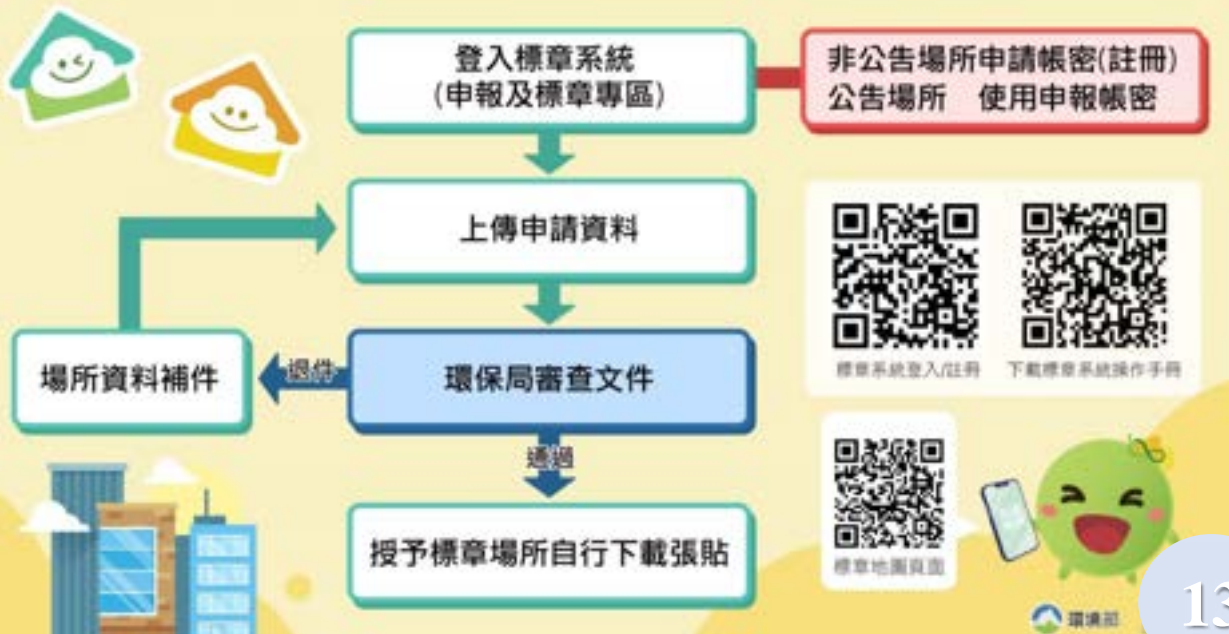 登入標章系統
(申報及標章專區)
非公告場所申請帳密(註冊)
公告場所　使用申報帳密
上傳申請資料
場所資料補件
退件
環保局審查文件
通過
授予標章場所自行下載張貼
標章系統登入/註冊
下載標章系統操作手冊
標章地圖頁面
環境部
13